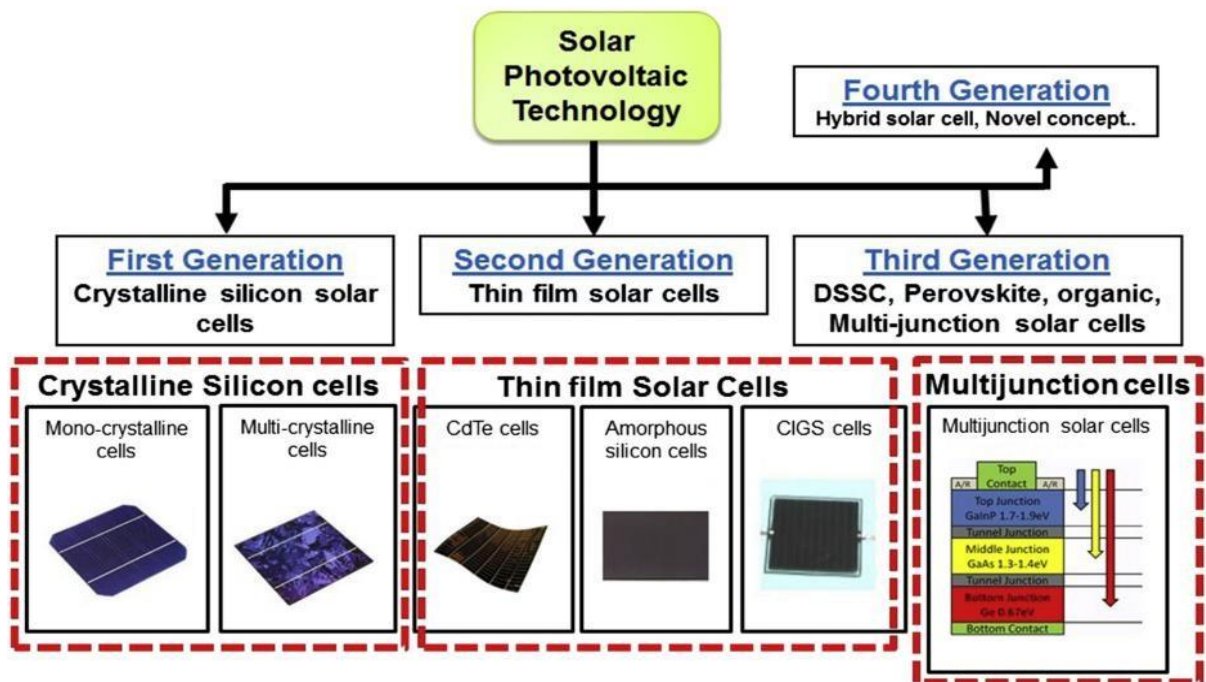 Solar
Photovoltaic
Technology
Fourth Generation
Hybrid solar cell, Novel concept..
First Generation
Crystalline silicon solar
cells
Second Generation
Thin film solar cells
Third Generation
DSSC, Perovskite, organic,
Multi-junction solar cells
Crystalline Silicon cells
Mono-crystalline
cells
Multi-crystalline
cells
Thin film Solar Cells
CdTe cells
Amorphous
silicon cells
CIGS cells
Multijunction cells
Multijunction solar cells
Top
Contact
A/R
A/R
Top Junction
GaInP 1.7-1.9eV
Tunnel Junction
Middle Junction
GaAs 1.3-1.4eV
Tunnel Junction
Bottom Junction
Ge 0.67eV
Bottom Contact